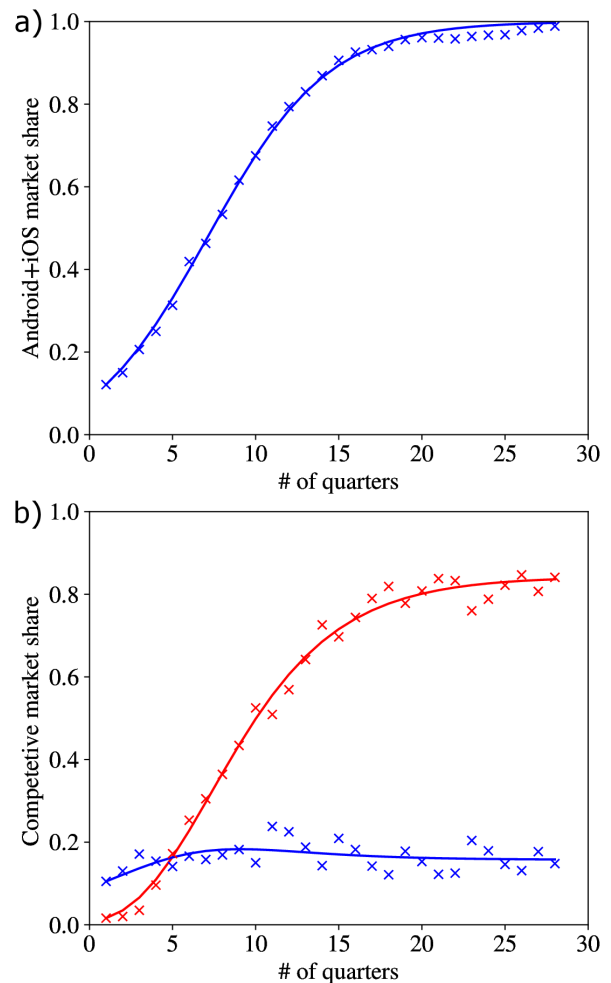 a)
1.0
0.8
0.6
0.4
0.2
0.0
Android+iOS market share
0 5 10 15 20 25 30
# of quarters
b)
1.0
0.8
0.6
0.4
0.2
0.0
Competetive market share
0 5 10 15 20 25 30
# of quarters